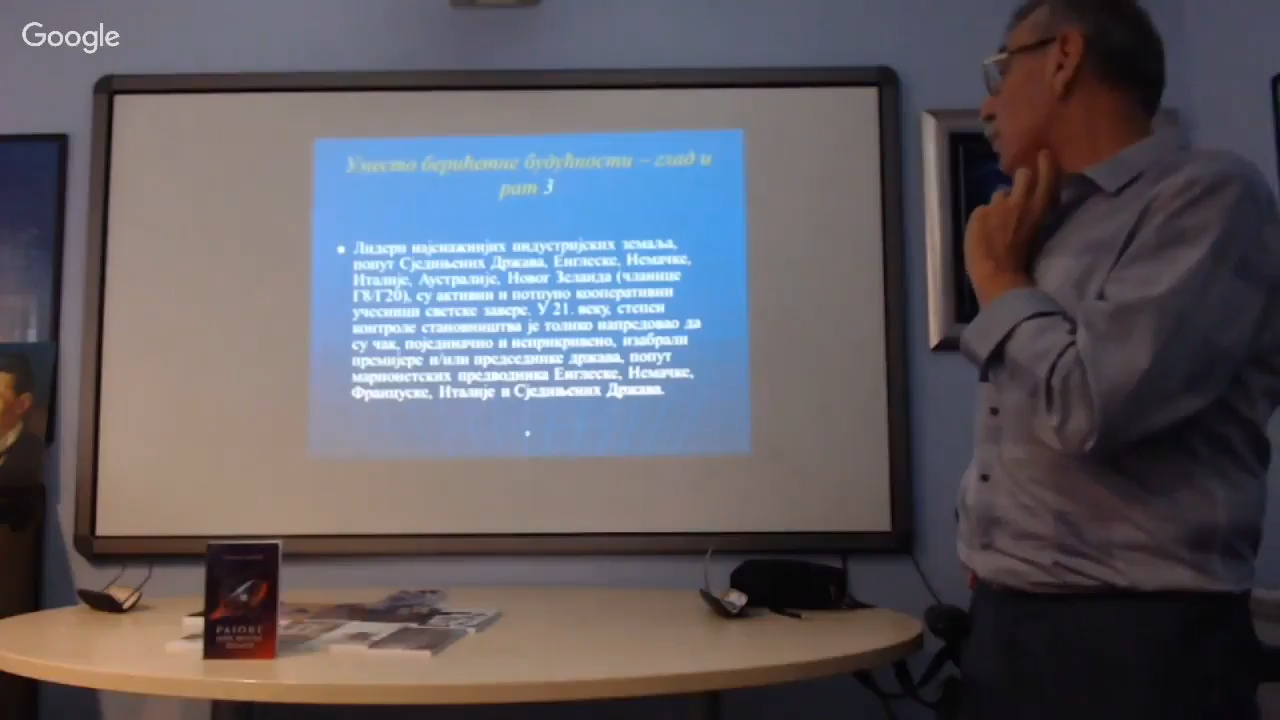 Google
Уместо берићетне будућности – глад и
рат 3
Лидери најснажнијих индустријских земаља,
попут Сједињених Држава, Енглеске, Немачке,
Италије, Аустралије, Новог Зеланда (чланице
Г8/Г20), су активни и потпуно кооперативни
учесници светске завере. У 21. веку, степен
контроле становништва је толико напредовао да
су чак, појединачно и неприкривено, изабрали
премијере и/или председнике држава, попут
марионетских предводника Енглеске, Немачке,
Француске, Италије и Сједињених Држава.